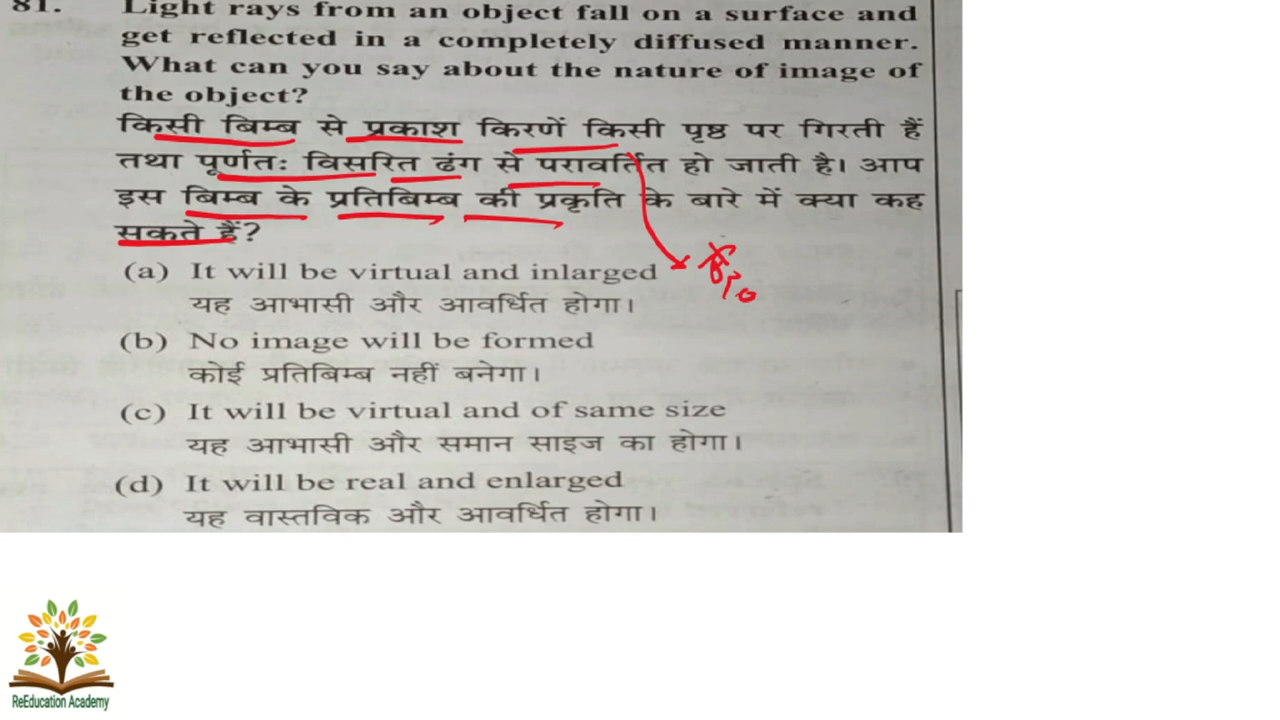 81. Light rays from an object fall on a surface and
get reflected in a completely diffused manner.
What can you say about the nature of image of
the object?
किसी बिम्ब से प्रकाश किरणें किसी पृष्ठ पर गिरती हैं
तथा पूर्णतः विसरित ढंग से परावर्तित हो जाती है। आप
इस बिम्ब के प्रतिबिम्ब की प्रकृति के बारे में क्या कह
सकते हैं?
(a) It will be virtual and inlarged
यह आभासी और आवर्धित होगा।
(b) No image will be formed
कोई प्रतिबिम्ब नहीं बनेगा।
(c) It will be virtual and of same size
यह आभासी और समान साइज का होगा।
(d) It will be real and enlarged
यह वास्तविक और आवर्धित होगा।
ReEducation Academy